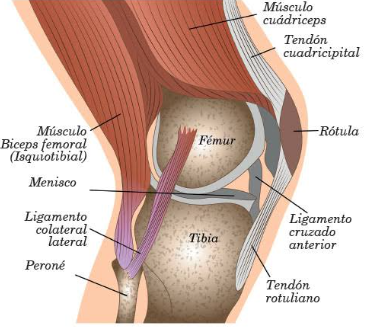 Músculo
cuádriceps
Tendón
cuadricipital
Músculo
Biceps femoral
(Isquiotibial)
Fémur
Rótula
Menisco
Ligamento
colateral
lateral
Tibia
Ligamento
cruzado
anterior
Peroné
Tendón
rotuliano